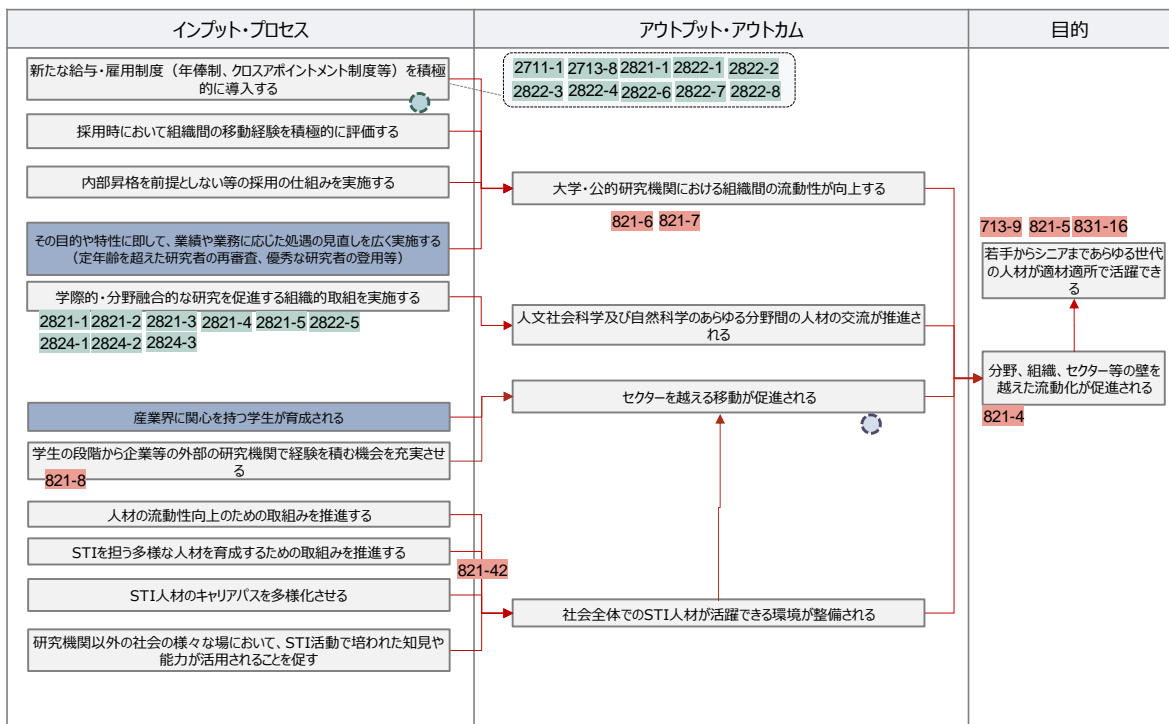 インプット・プロセス
アウトプット・アウトカム
目的
新たな給与・雇用制度（年俸制、クロスアポイントメント制度等）を積極
的に導入する
2711-1 2713-8 2821-1 2822-1 2822-2
2822-3 2822-4 2822-6 2822-7 2822-8
採用時において組織間の移動経験を積極的に評価する
内部昇格を前提としない等の採用の仕組みを実施する
その目的や特性に即して、業績や業務に応じた処遇の見直しを広く実施する
（定年齢を超えた研究者の再審査、優秀な研究者の登用等）
学際的・分野融合的な研究を促進する組織的取組を実施する
2821-1 2821-2 2821-3 2821-4 2821-5 2822-5
2824-1 2824-2 2824-3
産業界に関心を持つ学生が育成される
学生の段階から企業等の外部の研究機関で経験を積む機会を充実させ
る
821-8
人材の流動性向上のための取組みを推進する
STIを担う多様な人材を育成するための取組みを推進する
821-42
STI人材のキャリアパスを多様化させる
研究機関以外の社会の様々な場において、STI活動で培われた知見や
能力が活用されることを促す
大学・公的研究機関における組織間の流動性が向上する
821-6 821-7
人文社会科学及び自然科学のあらゆる分野間の人材の交流が推進さ
れる
セクターを越える移動が促進される
社会全体でのSTI人材が活躍できる環境が整備される
713-9 821-5 831-16
若手からシニアまであらゆる世代
の人材が適材適所で活躍でき
る
分野、組織、セクター等の壁を
越えた流動化が促進される
821-4